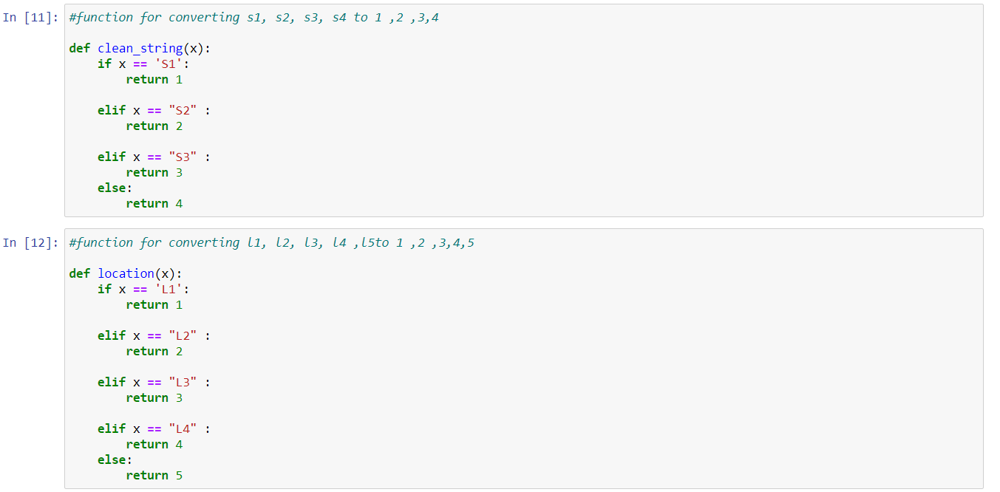 In [11]: #function for converting s1, s2, s3, s4 to 1 ,2 ,3,4
def clean_string(x):
    if x == 'S1':
        return 1
    elif x == "S2" :
        return 2
    elif x == "S3" :
        return 3
    else:
        return 4
In [12]: #function for converting l1, l2, l3, l4 ,l5to 1 ,2 ,3,4,5
def location(x):
    if x == 'L1':
        return 1
    elif x == "L2" :
        return 2
    elif x == "L3" :
        return 3
    elif x == "L4" :
        return 4
    else:
        return 5